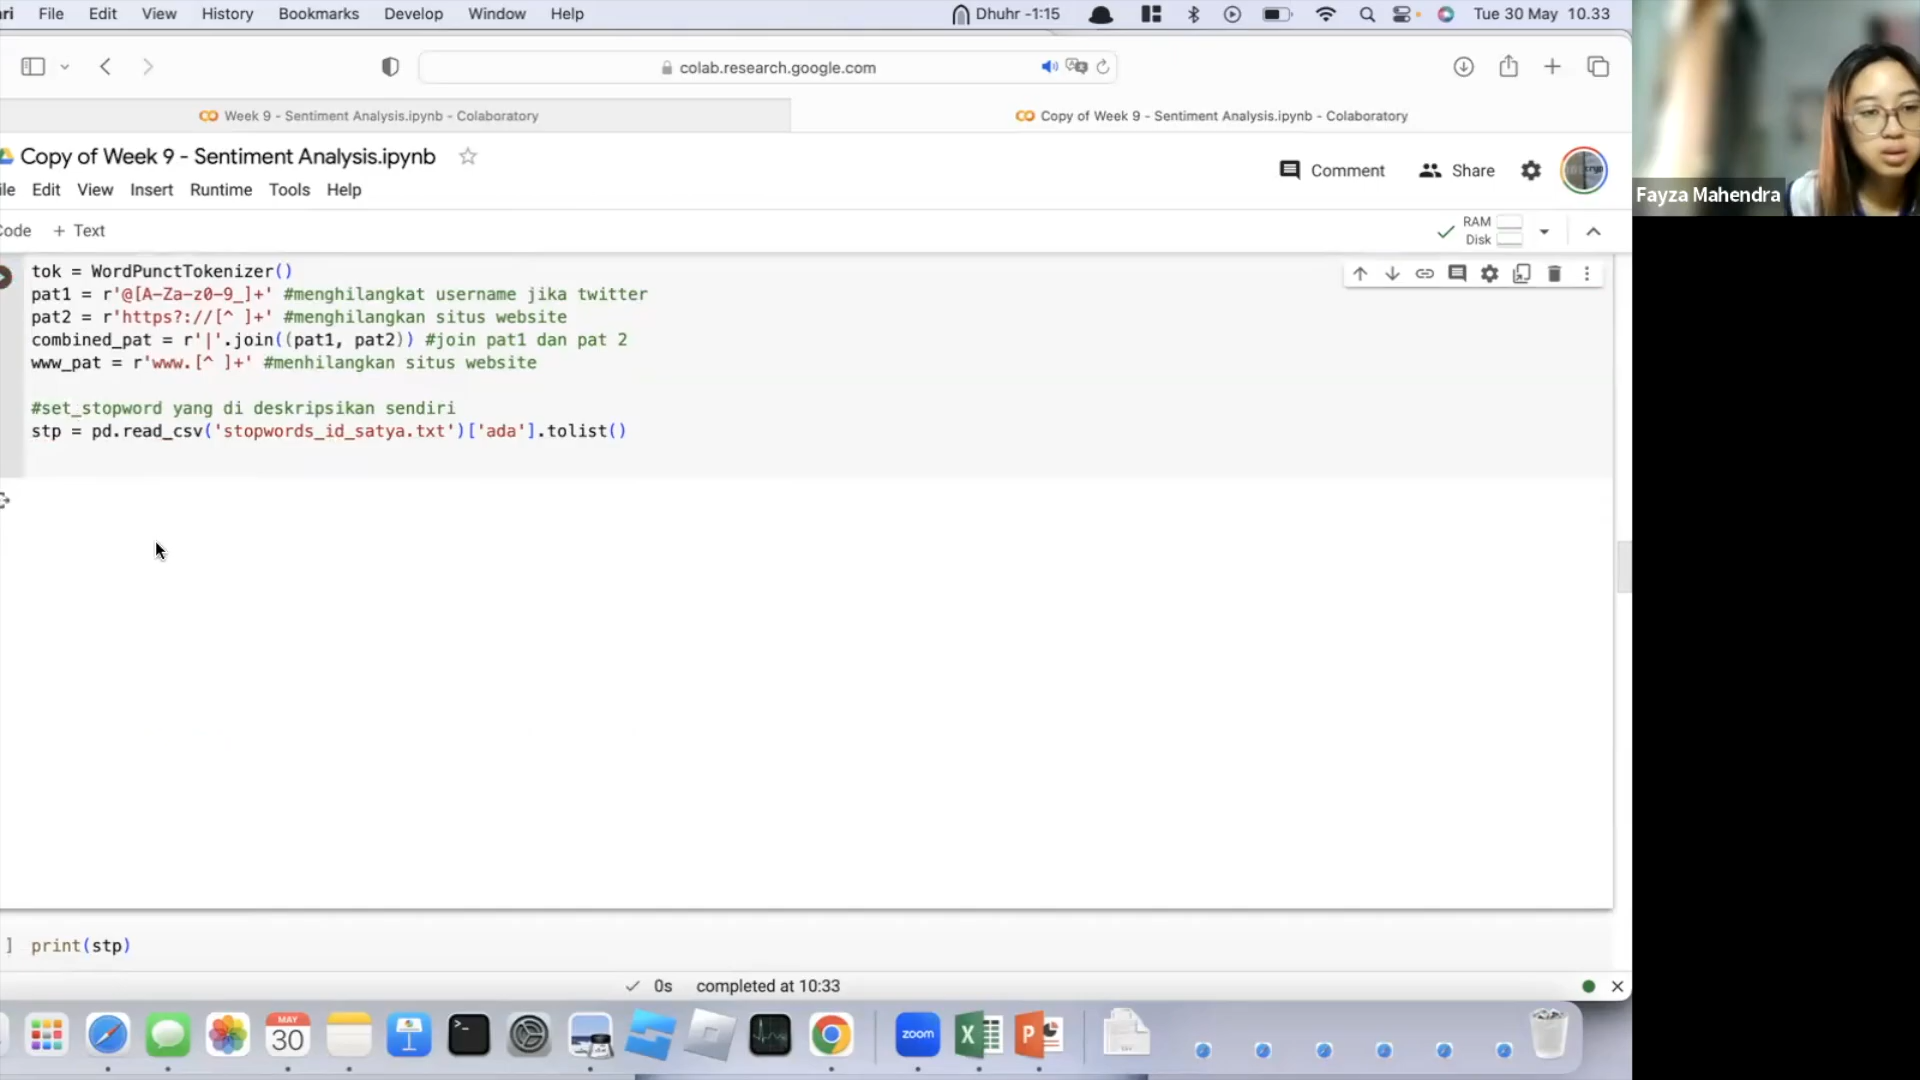 ri File Edit View History Bookmarks Develop Window Help Dhuhr -1:15 Tue 30 May 10.33
colab.research.google.com
Week 9 - Sentiment Analysis.ipynb - Colaboratory Copy of Week 9 - Sentiment Analysis.ipynb - Colaboratory
Copy of Week 9 - Sentiment Analysis.ipynb
Comment Share
ile Edit View Insert Runtime Tools Help
Fayza Mahendra
Code + Text RAM
Disk
tok = WordPunctTokenizer()
pat1 = r'@[A-Za-z0-9_]+' #menghilangkat username jika twitter
pat2 = r'https?://[^ ]+' #menghilangkan situs website
combined_pat = r'|'.join((pat1, pat2)) #join pat1 dan pat 2
www_pat = r'www.[^ ]+' #menhilangkan situs website
#set_stopword yang di deskripsikan sendiri
stp = pd.read_csv('stopwords_id_satya.txt')['ada'].tolist()
] print(stp)
0s completed at 10:33
MAY
30
zoom